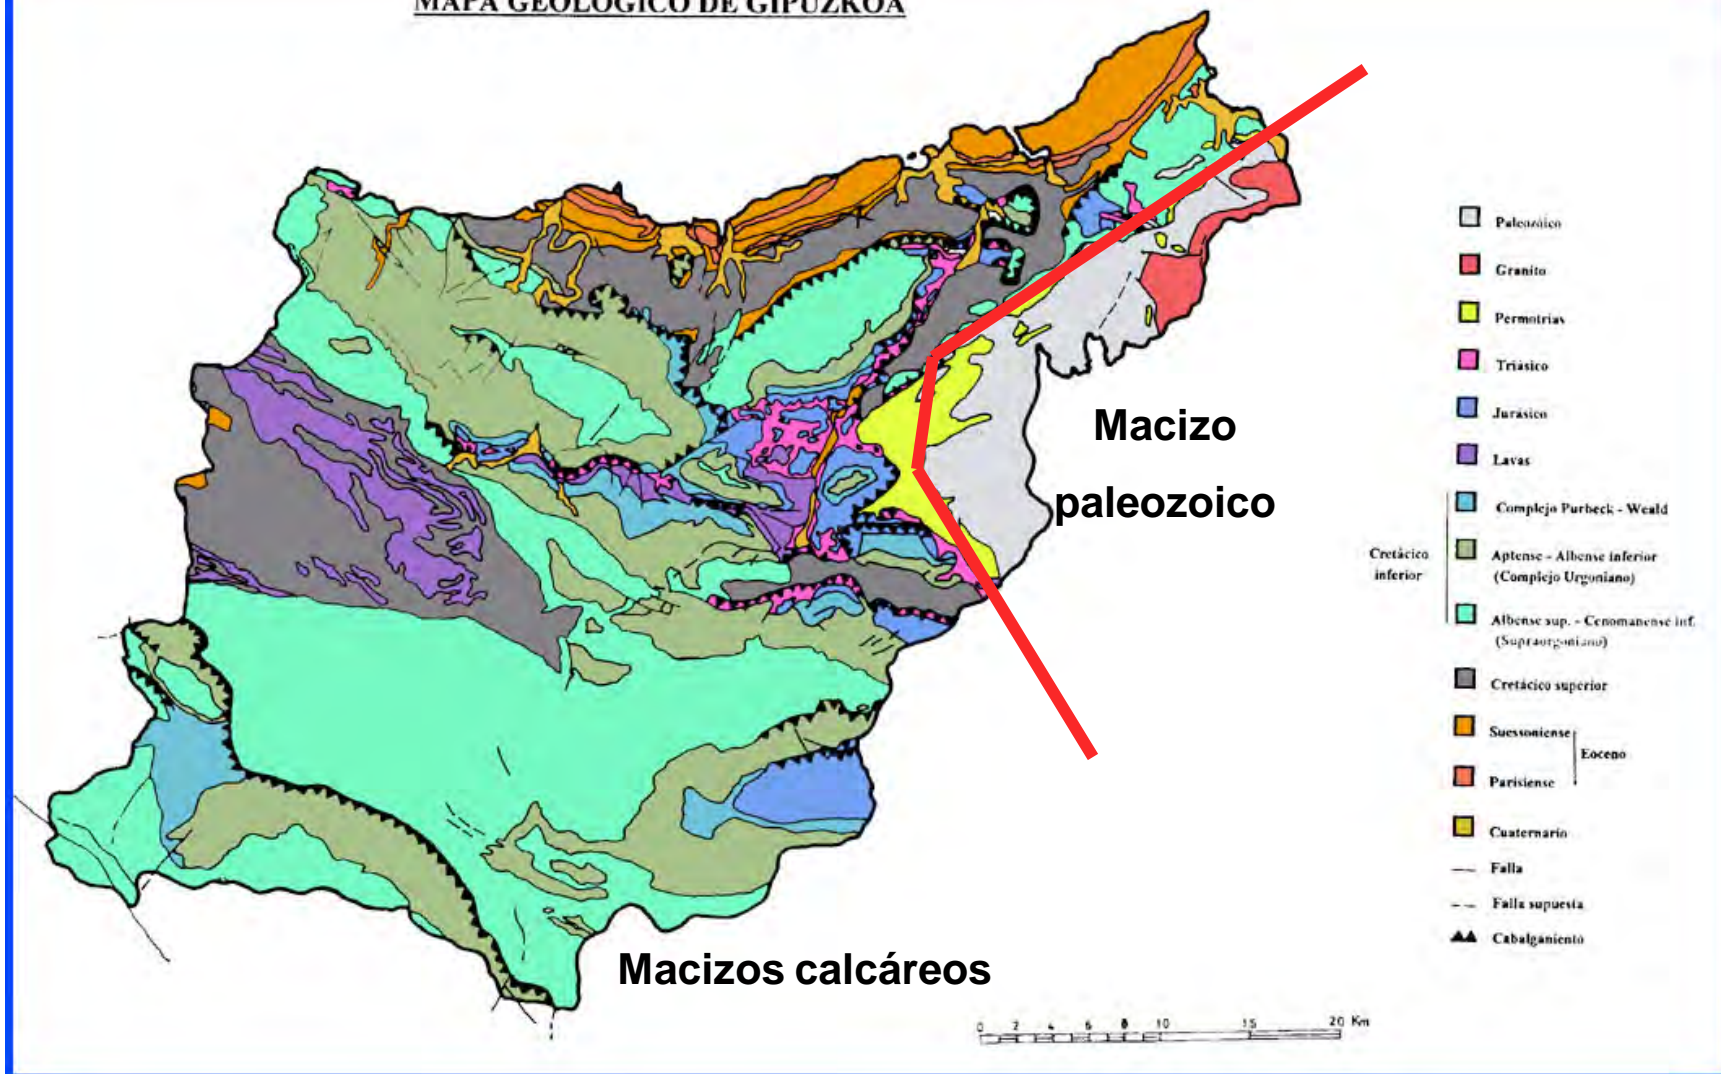 MAPA GEOLOGICO DE GIPUZKOA
Macizo
paleozoico
Macizos calcáreos
Paleozóico
Granito
Permotrias
Triásico
Jurásico
Lavas
Complejo Purbeck - Weald
Aptense - Albense inferior
(Complejo Urgoniano)
Cretácico
inferior
Albense sup. - Cenomanense inf.
(Supraurgoniano)
Cretácico superior
Suessoniense
Eoceno
Parisiense
Cuaternario
Falla
Falla supuesta
Cabalgamiento
0 2 4 6 8 10 15 20 Km